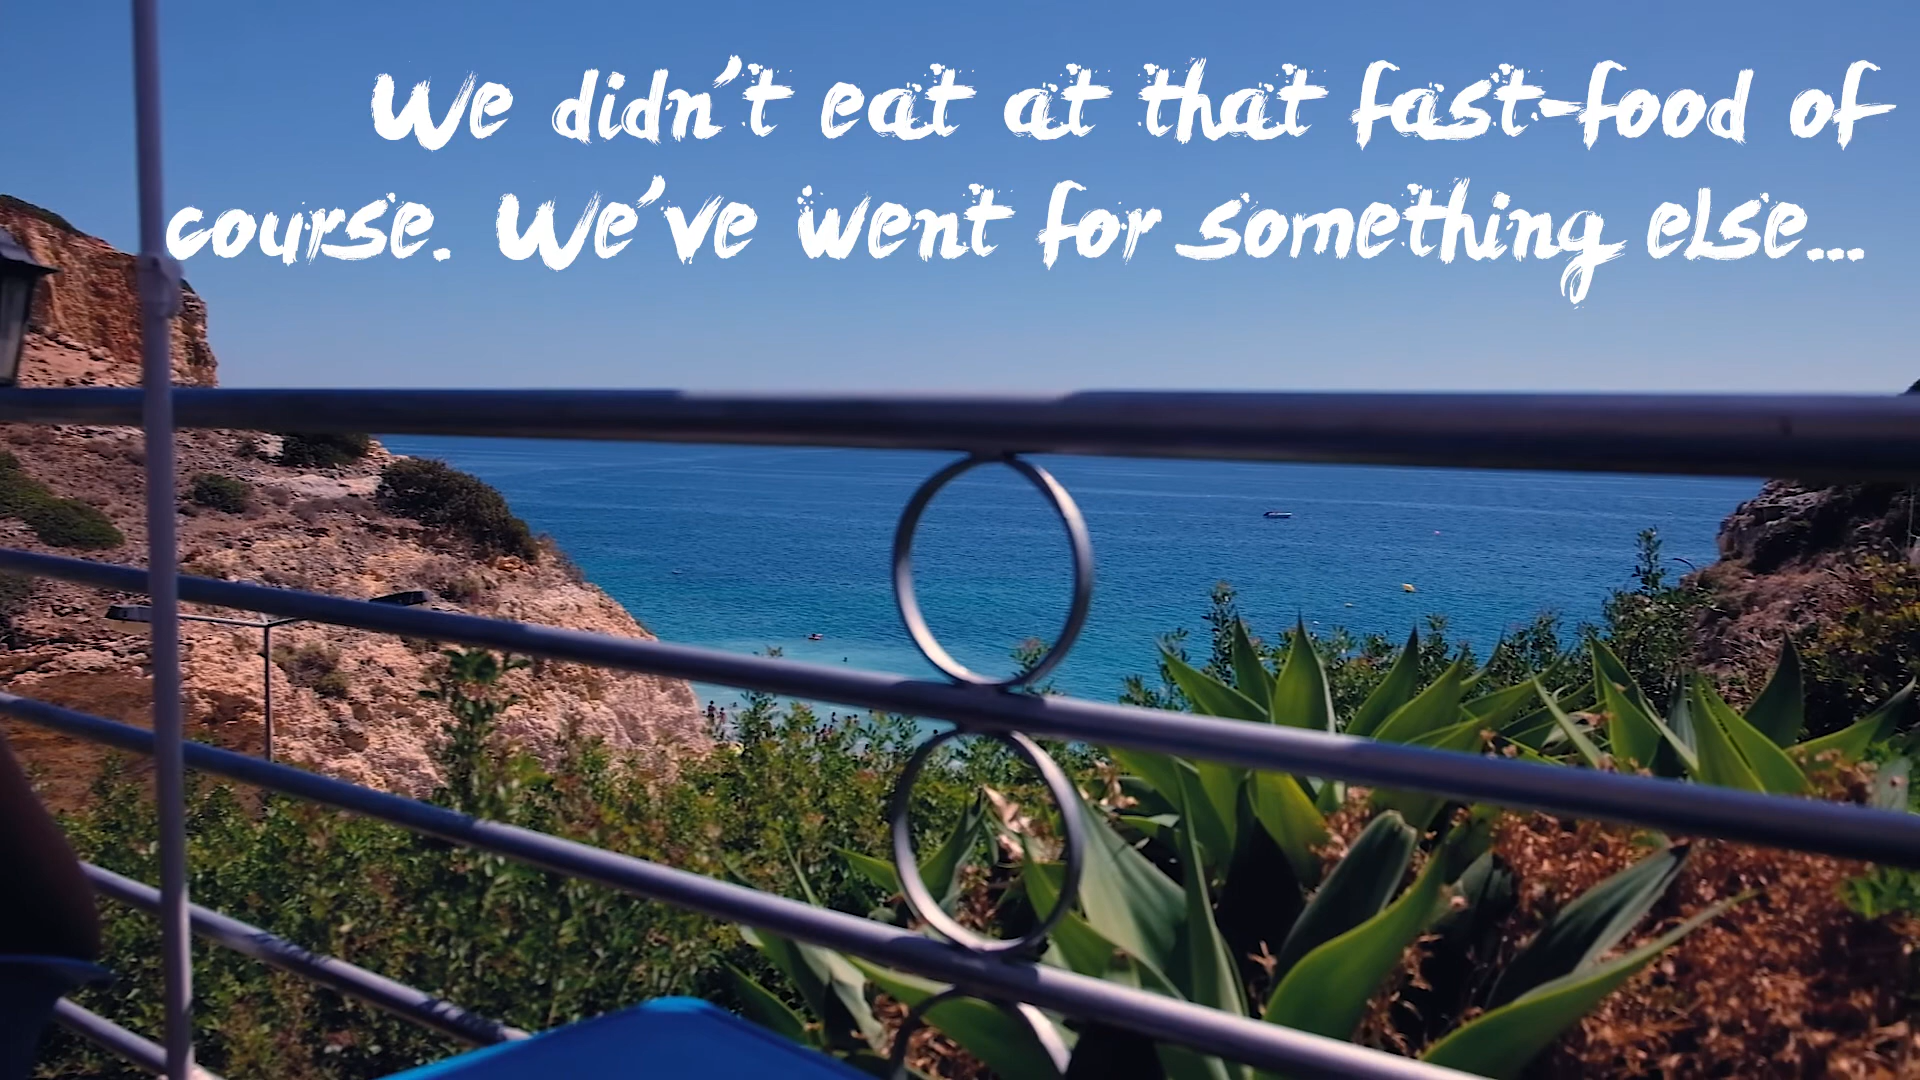 We didn't eat at that fast-food of
course. We've went for something else...